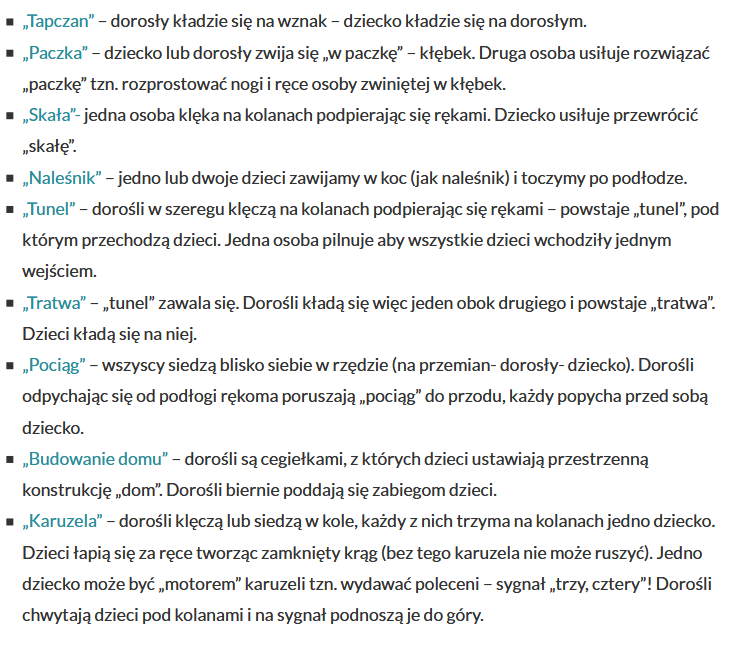 ▪ „Tapczan” – dorosły kładzie się na wznak – dziecko kładzie się na dorosłym.
▪ „Paczka” – dziecko lub dorosły zwija się „w paczkę” – kłębek. Druga osoba usiłuje rozwiązać
„paczkę” tzn. rozprostować nogi i ręce osoby zwiniętej w kłębek.
▪ „Skała”- jedna osoba klęka na kolanach podpierając się rękami. Dziecko usiłuje przewrócić
„skałę”.
▪ „Naleśnik” – jedno lub dwoje dzieci zawijamy w koc (jak naleśnik) i toczymy po podłodze.
▪ „Tunel” – dorośli w szeregu klęczą na kolanach podpierając się rękami – powstaje „tunel”, pod
którym przechodzą dzieci. Jedna osoba pilnuje aby wszystkie dzieci wchodziły jednym
wejściem.
▪ „Tratwa” – „tunel” zawala się. Dorośli kładą się więc jeden obok drugiego i powstaje „tratwa”.
Dzieci kładą się na niej.
▪ „Pociąg” – wszyscy siedzą blisko siebie w rzędzie (na przemian- dorosły- dziecko). Dorośli
odpychając się od podłogi rękoma poruszają „pociąg” do przodu, każdy popycha przed sobą
dziecko.
▪ „Budowanie domu” – dorośli są cegiełkami, z których dzieci ustawiają przestrzenną
konstrukcję „dom”. Dorośli biernie poddają się zabiegom dzieci.
▪ „Karuzela” – dorośli klęczą lub siedzą w kole, każdy z nich trzyma na kolanach jedno dziecko.
Dzieci łapią się za ręce tworząc zamknięty krąg (bez tego karuzela nie może ruszyć). Jedno
dziecko może być „motorem” karuzeli tzn. wydawać poleceni – sygnał „trzy, cztery”! Dorośli
chwytają dzieci pod kolanami i na sygnał podnoszą je do góry.